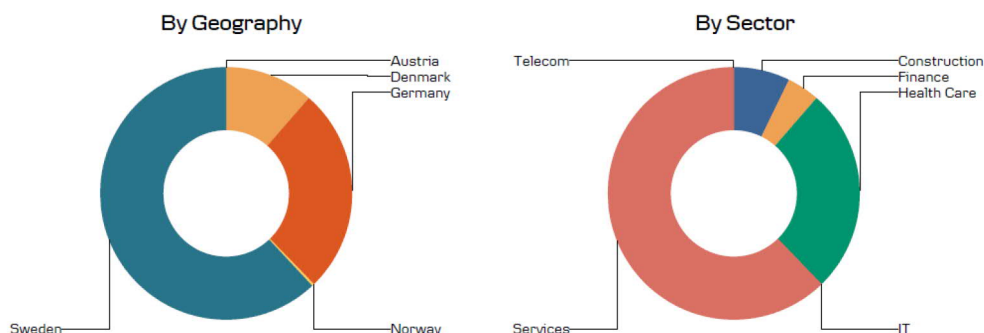 By Geography
Austria
Denmark
Germany
Sweden
Norway
By Sector
Telecom
Construction
Finance
Health Care
Services
IT